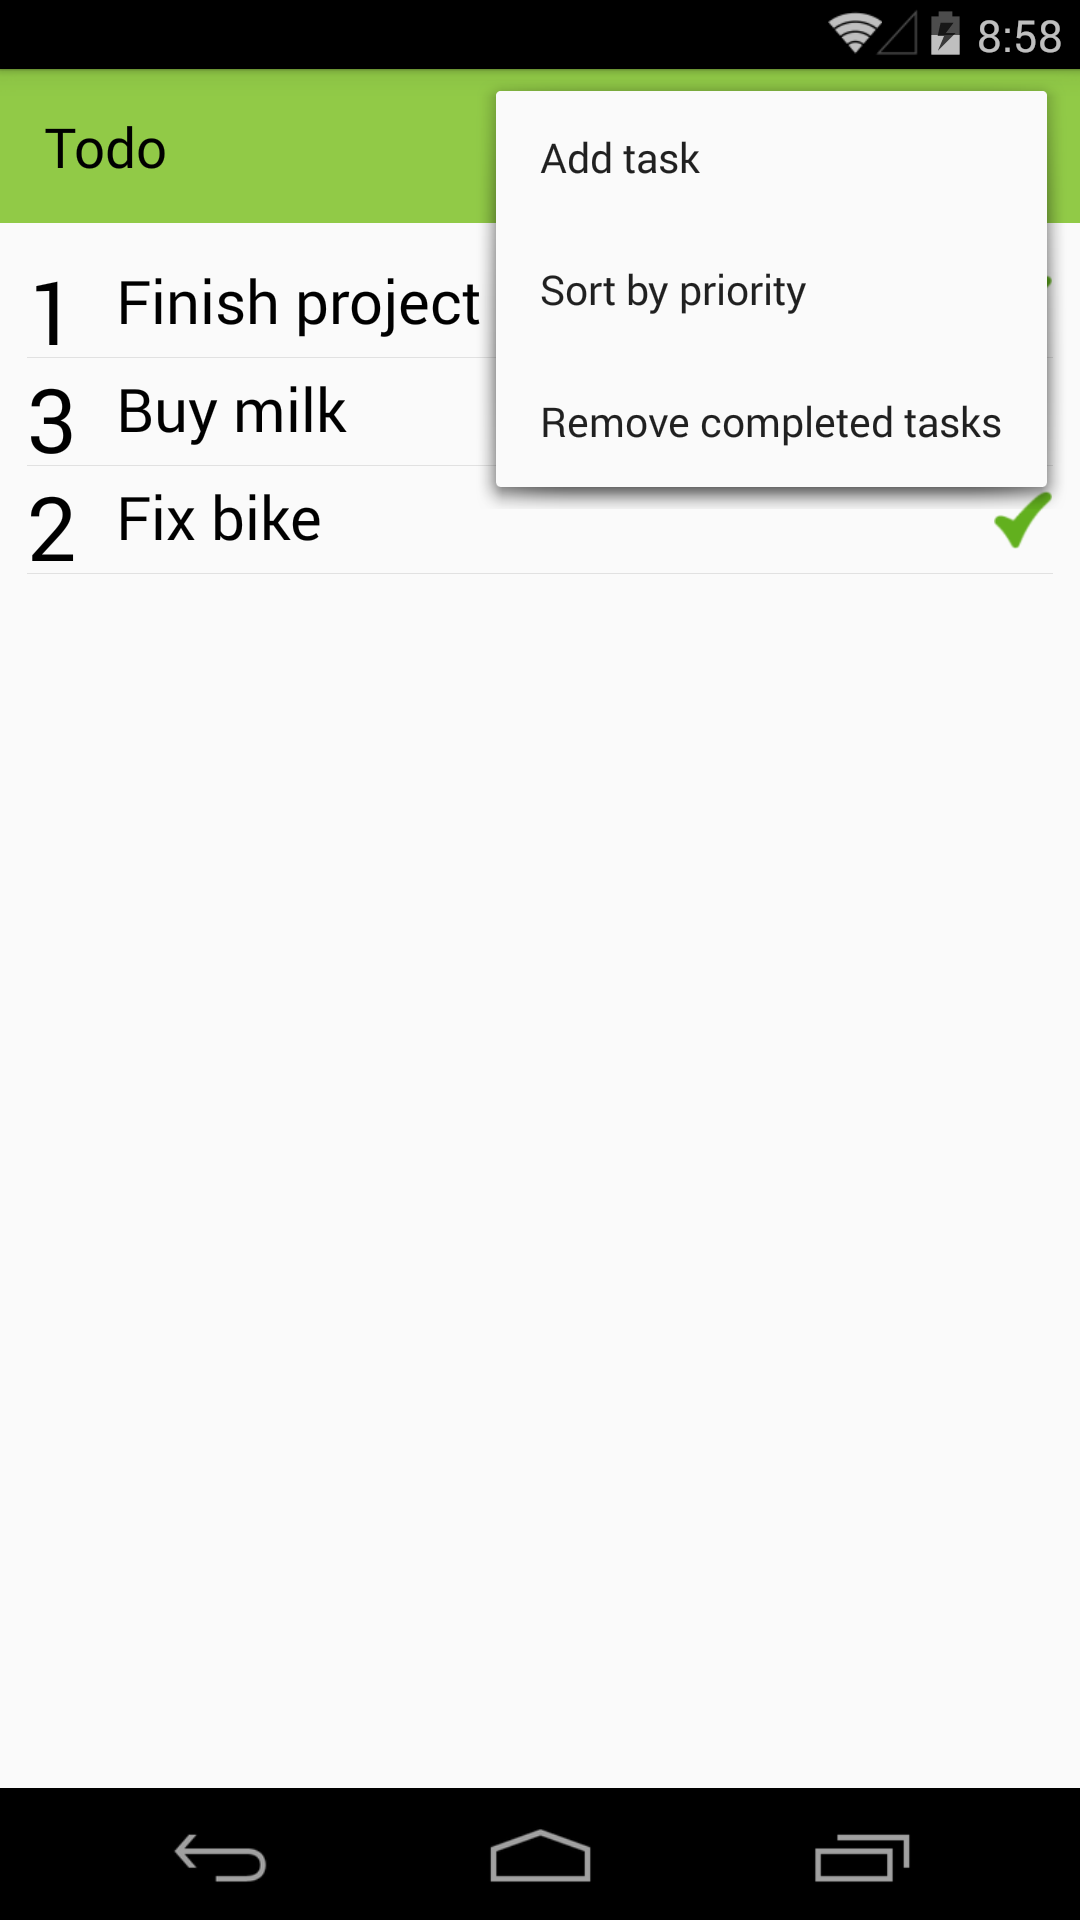 8:58
Todo
Add task
Sort by priority
Remove completed tasks
1 Finish project
3 Buy milk
2 Fix bike